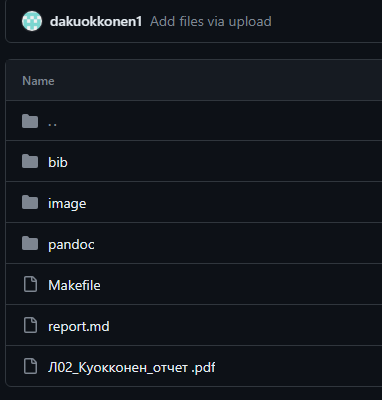 dakuokkonen1 Add files via upload
Name
..
bib
image
pandoc
Makefile
report.md
Л02_Куокконен_отчет .pdf